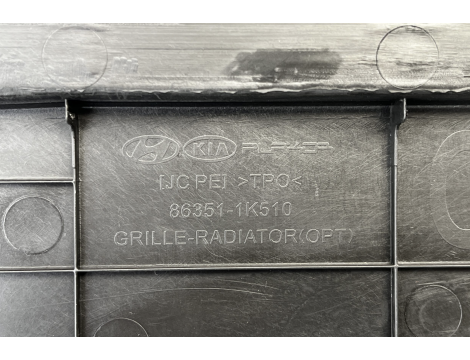 KIA
[JC PE] >TPO<
86351-1K510
GRILLE-RADIATOR(OPT)